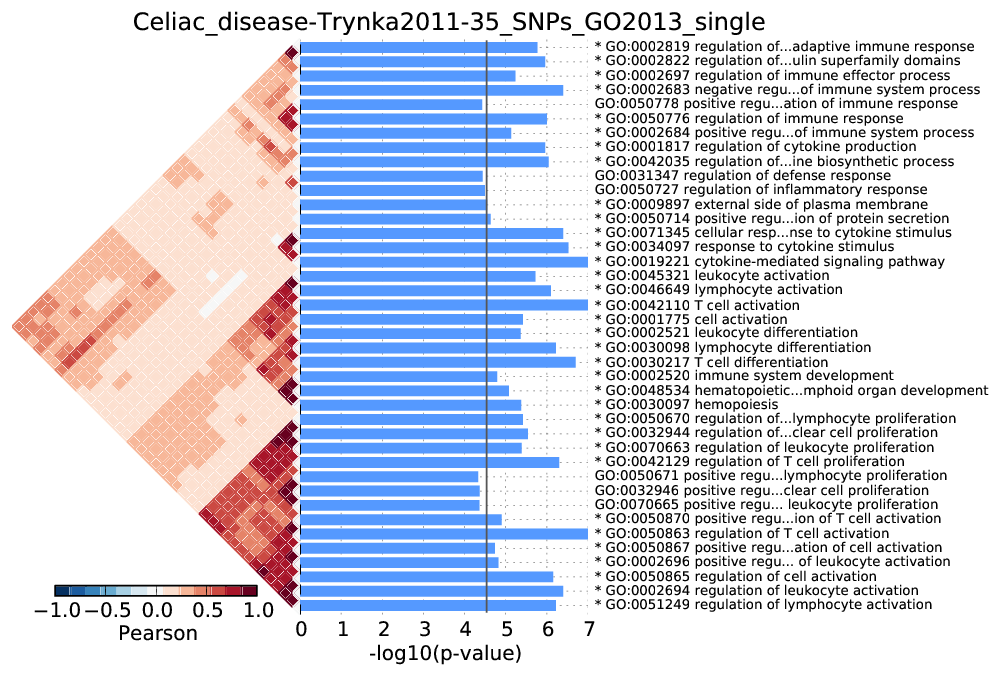 Celiac_disease-Trynka2011-35_SNPs_GO2013_single
* GO:0002819 regulation of...adaptive immune response
* GO:0002822 regulation of...ulin superfamily domains
* GO:0002697 regulation of immune effector process
* GO:0002683 negative regu...of immune system process
GO:0050778 positive regu...ation of immune response
* GO:0050776 regulation of immune response
* GO:0002684 positive regu...of immune system process
* GO:0001817 regulation of cytokine production
* GO:0042035 regulation of...ine biosynthetic process
GO:0031347 regulation of defense response
GO:0050727 regulation of inflammatory response
* GO:0009897 external side of plasma membrane
* GO:0050714 positive regu...ion of protein secretion
* GO:0071345 cellular resp...nse to cytokine stimulus
* GO:0034097 response to cytokine stimulus
* GO:0019221 cytokine-mediated signaling pathway
* GO:0045321 leukocyte activation
* GO:0046649 lymphocyte activation
* GO:0042110 T cell activation
* GO:0001775 cell activation
* GO:0002521 leukocyte differentiation
* GO:0030098 lymphocyte differentiation
* GO:0030217 T cell differentiation
* GO:0002520 immune system development
* GO:0048534 hematopoietic...mphoid organ development
* GO:0030097 hemopoiesis
* GO:0050670 regulation of...lymphocyte proliferation
* GO:0032944 regulation of...clear cell proliferation
* GO:0070663 regulation of leukocyte proliferation
* GO:0042129 regulation of T cell proliferation
GO:0050671 positive regu...lymphocyte proliferation
GO:0032946 positive regu...clear cell proliferation
GO:0070665 positive regu... leukocyte proliferation
* GO:0050870 positive regu...ion of T cell activation
* GO:0050863 regulation of T cell activation
* GO:0050867 positive regu...ation of cell activation
* GO:0002696 positive regu... of leukocyte activation
* GO:0050865 regulation of cell activation
* GO:0002694 regulation of leukocyte activation
* GO:0051249 regulation of lymphocyte activation
−1.0 −0.5 0.0 0.5 1.0
Pearson
0 1 2 3 4 5 6 7
-log10(p-value)